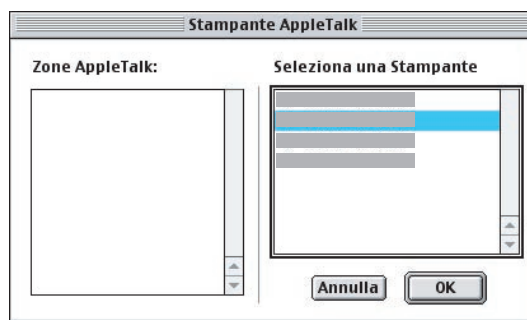 Stampante AppleTalk
Zone AppleTalk:
Seleziona una Stampante
Annulla
OK